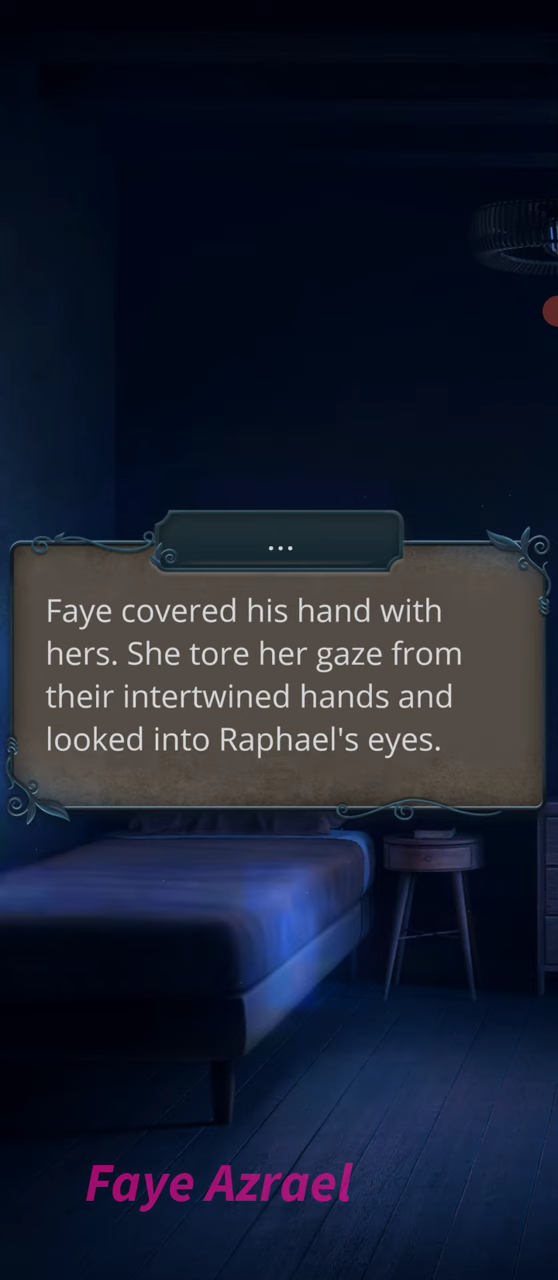 ...
Faye covered his hand with
hers. She tore her gaze from
their intertwined hands and
looked into Raphael's eyes.
Faye Azrael